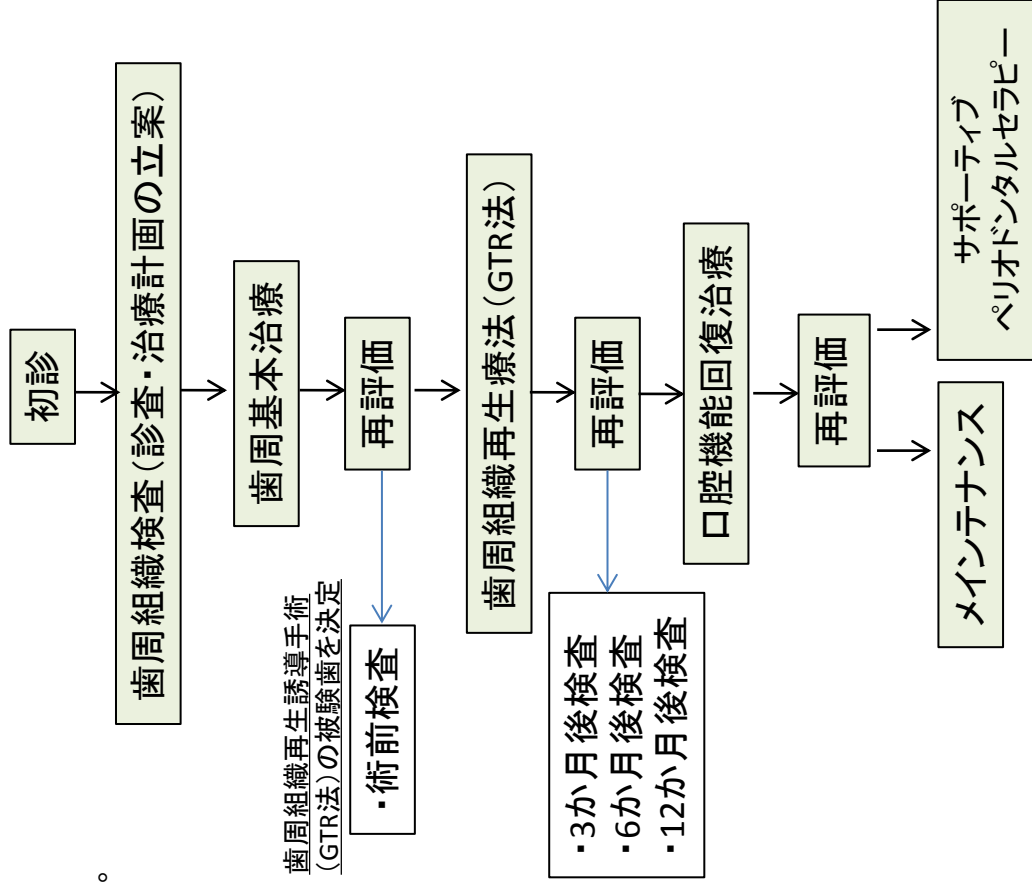 初診
歯周組織検査（診査・治療計画の立案）
歯周基本治療
再評価
歯周組織再生誘導手術
（GTR法）の被験歯を決定
・術前検査
歯周組織再生療法（GTR法）
再評価
・3か月後検査
・6か月後検査
・12か月後検査
口腔機能回復治療
再評価
メインテナンス
サポーティブ
ペリオドンタルセラピー
。